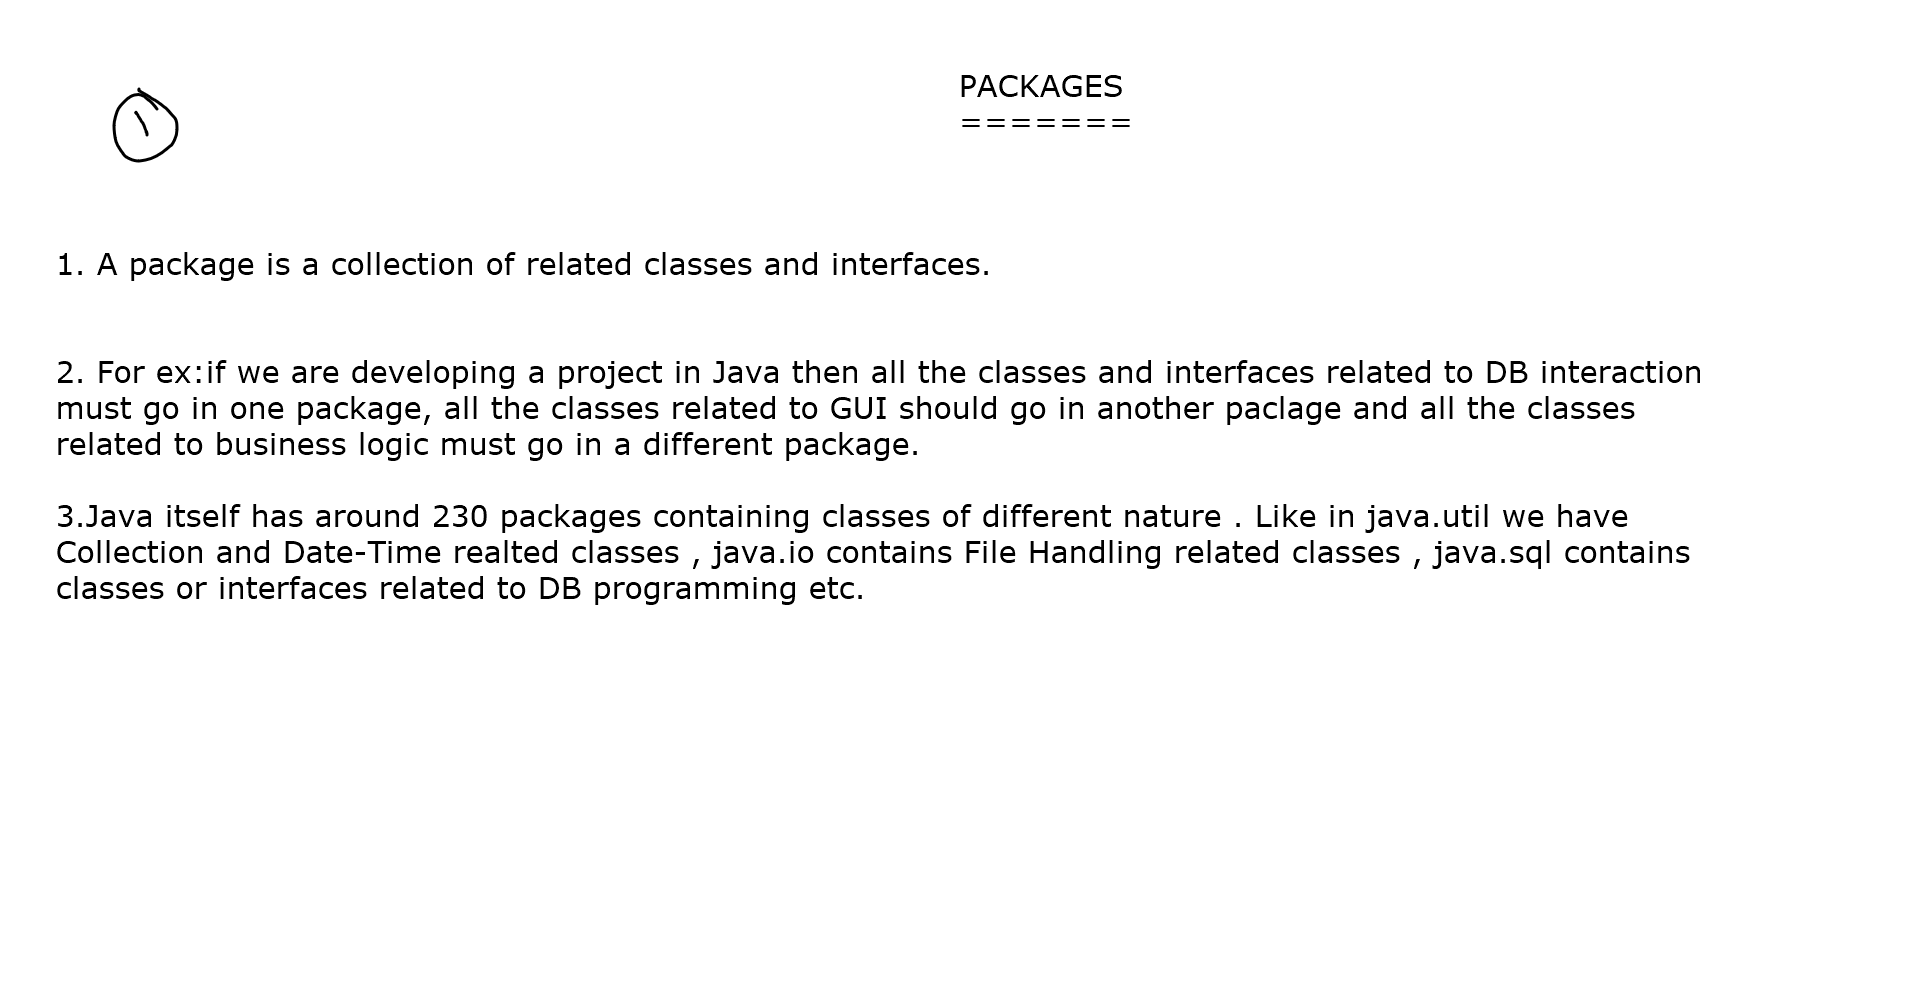 PACKAGES
=======
1. A package is a collection of related classes and interfaces.
2. For ex:if we are developing a project in Java then all the classes and interfaces related to DB interaction
must go in one package, all the classes related to GUI should go in another paclage and all the classes
related to business logic must go in a different package.
3.Java itself has around 230 packages containing classes of different nature . Like in java.util we have
Collection and Date-Time realted classes , java.io contains File Handling related classes , java.sql contains
classes or interfaces related to DB programming etc.